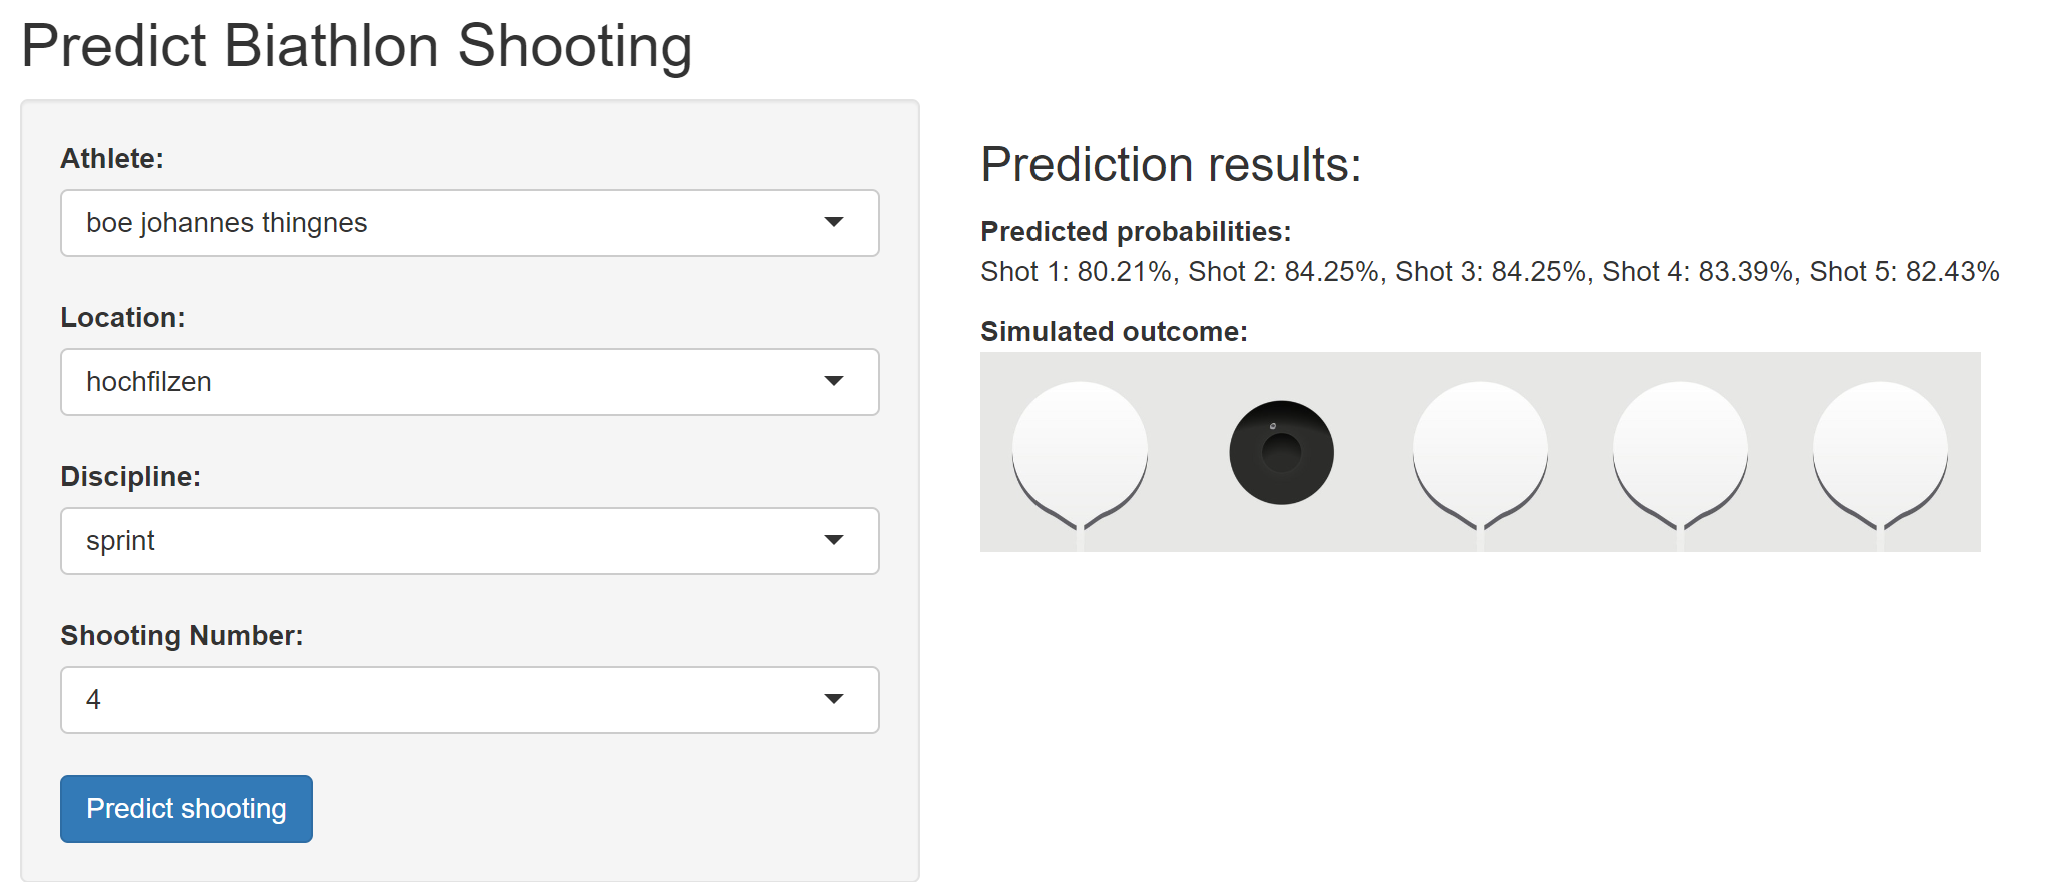 Predict Biathlon Shooting
Athlete:
boe johannes thingnes
Location:
hochfilzen
Discipline:
sprint
Shooting Number:
4
Predict shooting
Prediction results:
Predicted probabilities:
Shot 1: 80.21%, Shot 2: 84.25%, Shot 3: 84.25%, Shot 4: 83.39%, Shot 5: 82.43%
Simulated outcome: